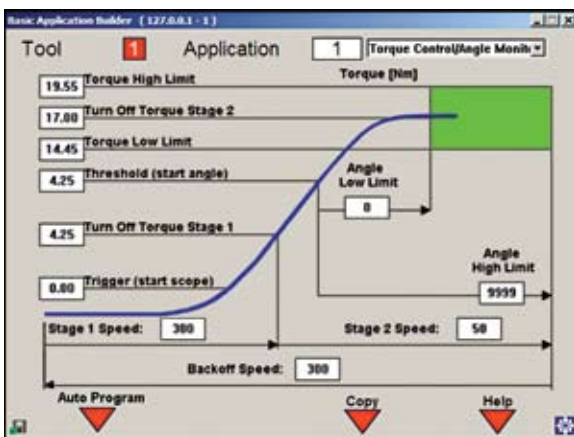 Basic Application Builder ( 127.0.0.1 - 1 )
Tool 1 Application 1 Torque Control/Angle Monit
Torque [Nm]
19.55 Torque High Limit
17.00 Turn Off Torque Stage 2
14.45 Torque Low Limit
4.25 Threshold (start angle)
Angle
Low Limit
0
4.25 Turn Off Torque Stage 1
Angle
High Limit
0.00 Trigger (start scope)
9999
Stage 1 Speed: 300 Stage 2 Speed: 50
Backoff Speed: 300
Auto Program Copy Help